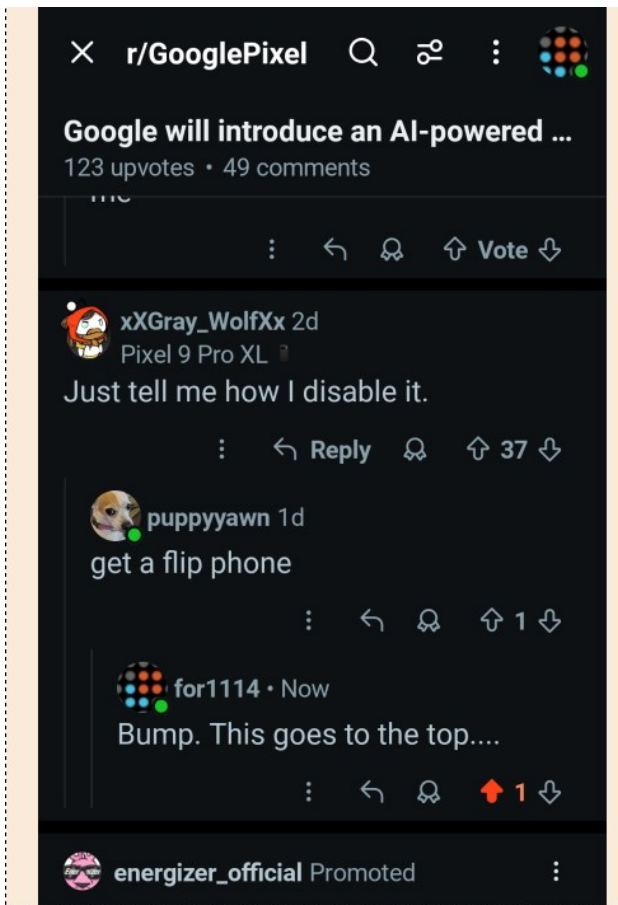 r/GooglePixel
Google will introduce an AI-powered ...
123 upvotes • 49 comments
me
Vote
xXGray_WolfXx 2d
Pixel 9 Pro XL
Just tell me how I disable it.
Reply 37
puppyyawn 1d
get a flip phone
1
for1114 • Now
Bump. This goes to the top....
1
energizer_official Promoted